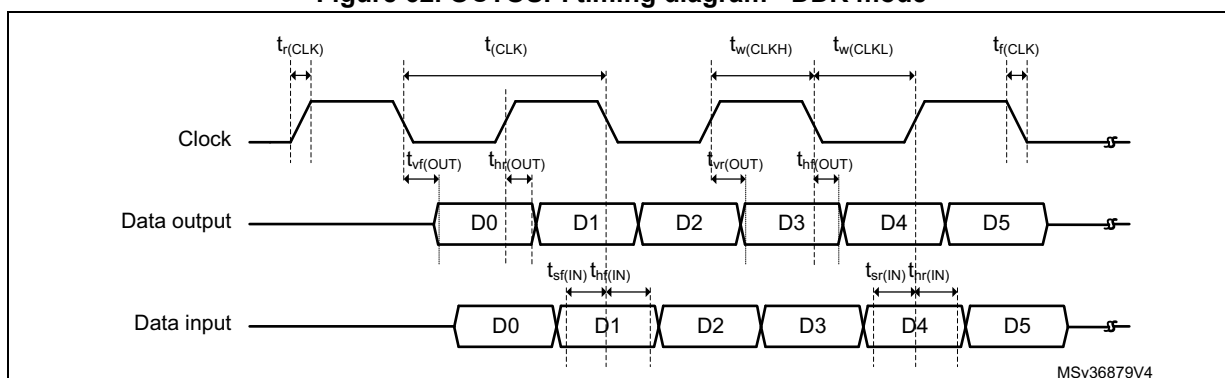 Figure 62. OCTOSPI timing diagram - DDR mode
tr(CLK) t(CLK) tw(CLKH) tw(CLKL) tf(CLK)
Clock
tvf(OUT) thr(OUT) tvr(OUT) thf(OUT)
Data output D0 D1 D2 D3 D4 D5
tsf(IN) thf(IN) tsr(IN) thr(IN)
Data input D0 D1 D2 D3 D4 D5
MSv36879V4